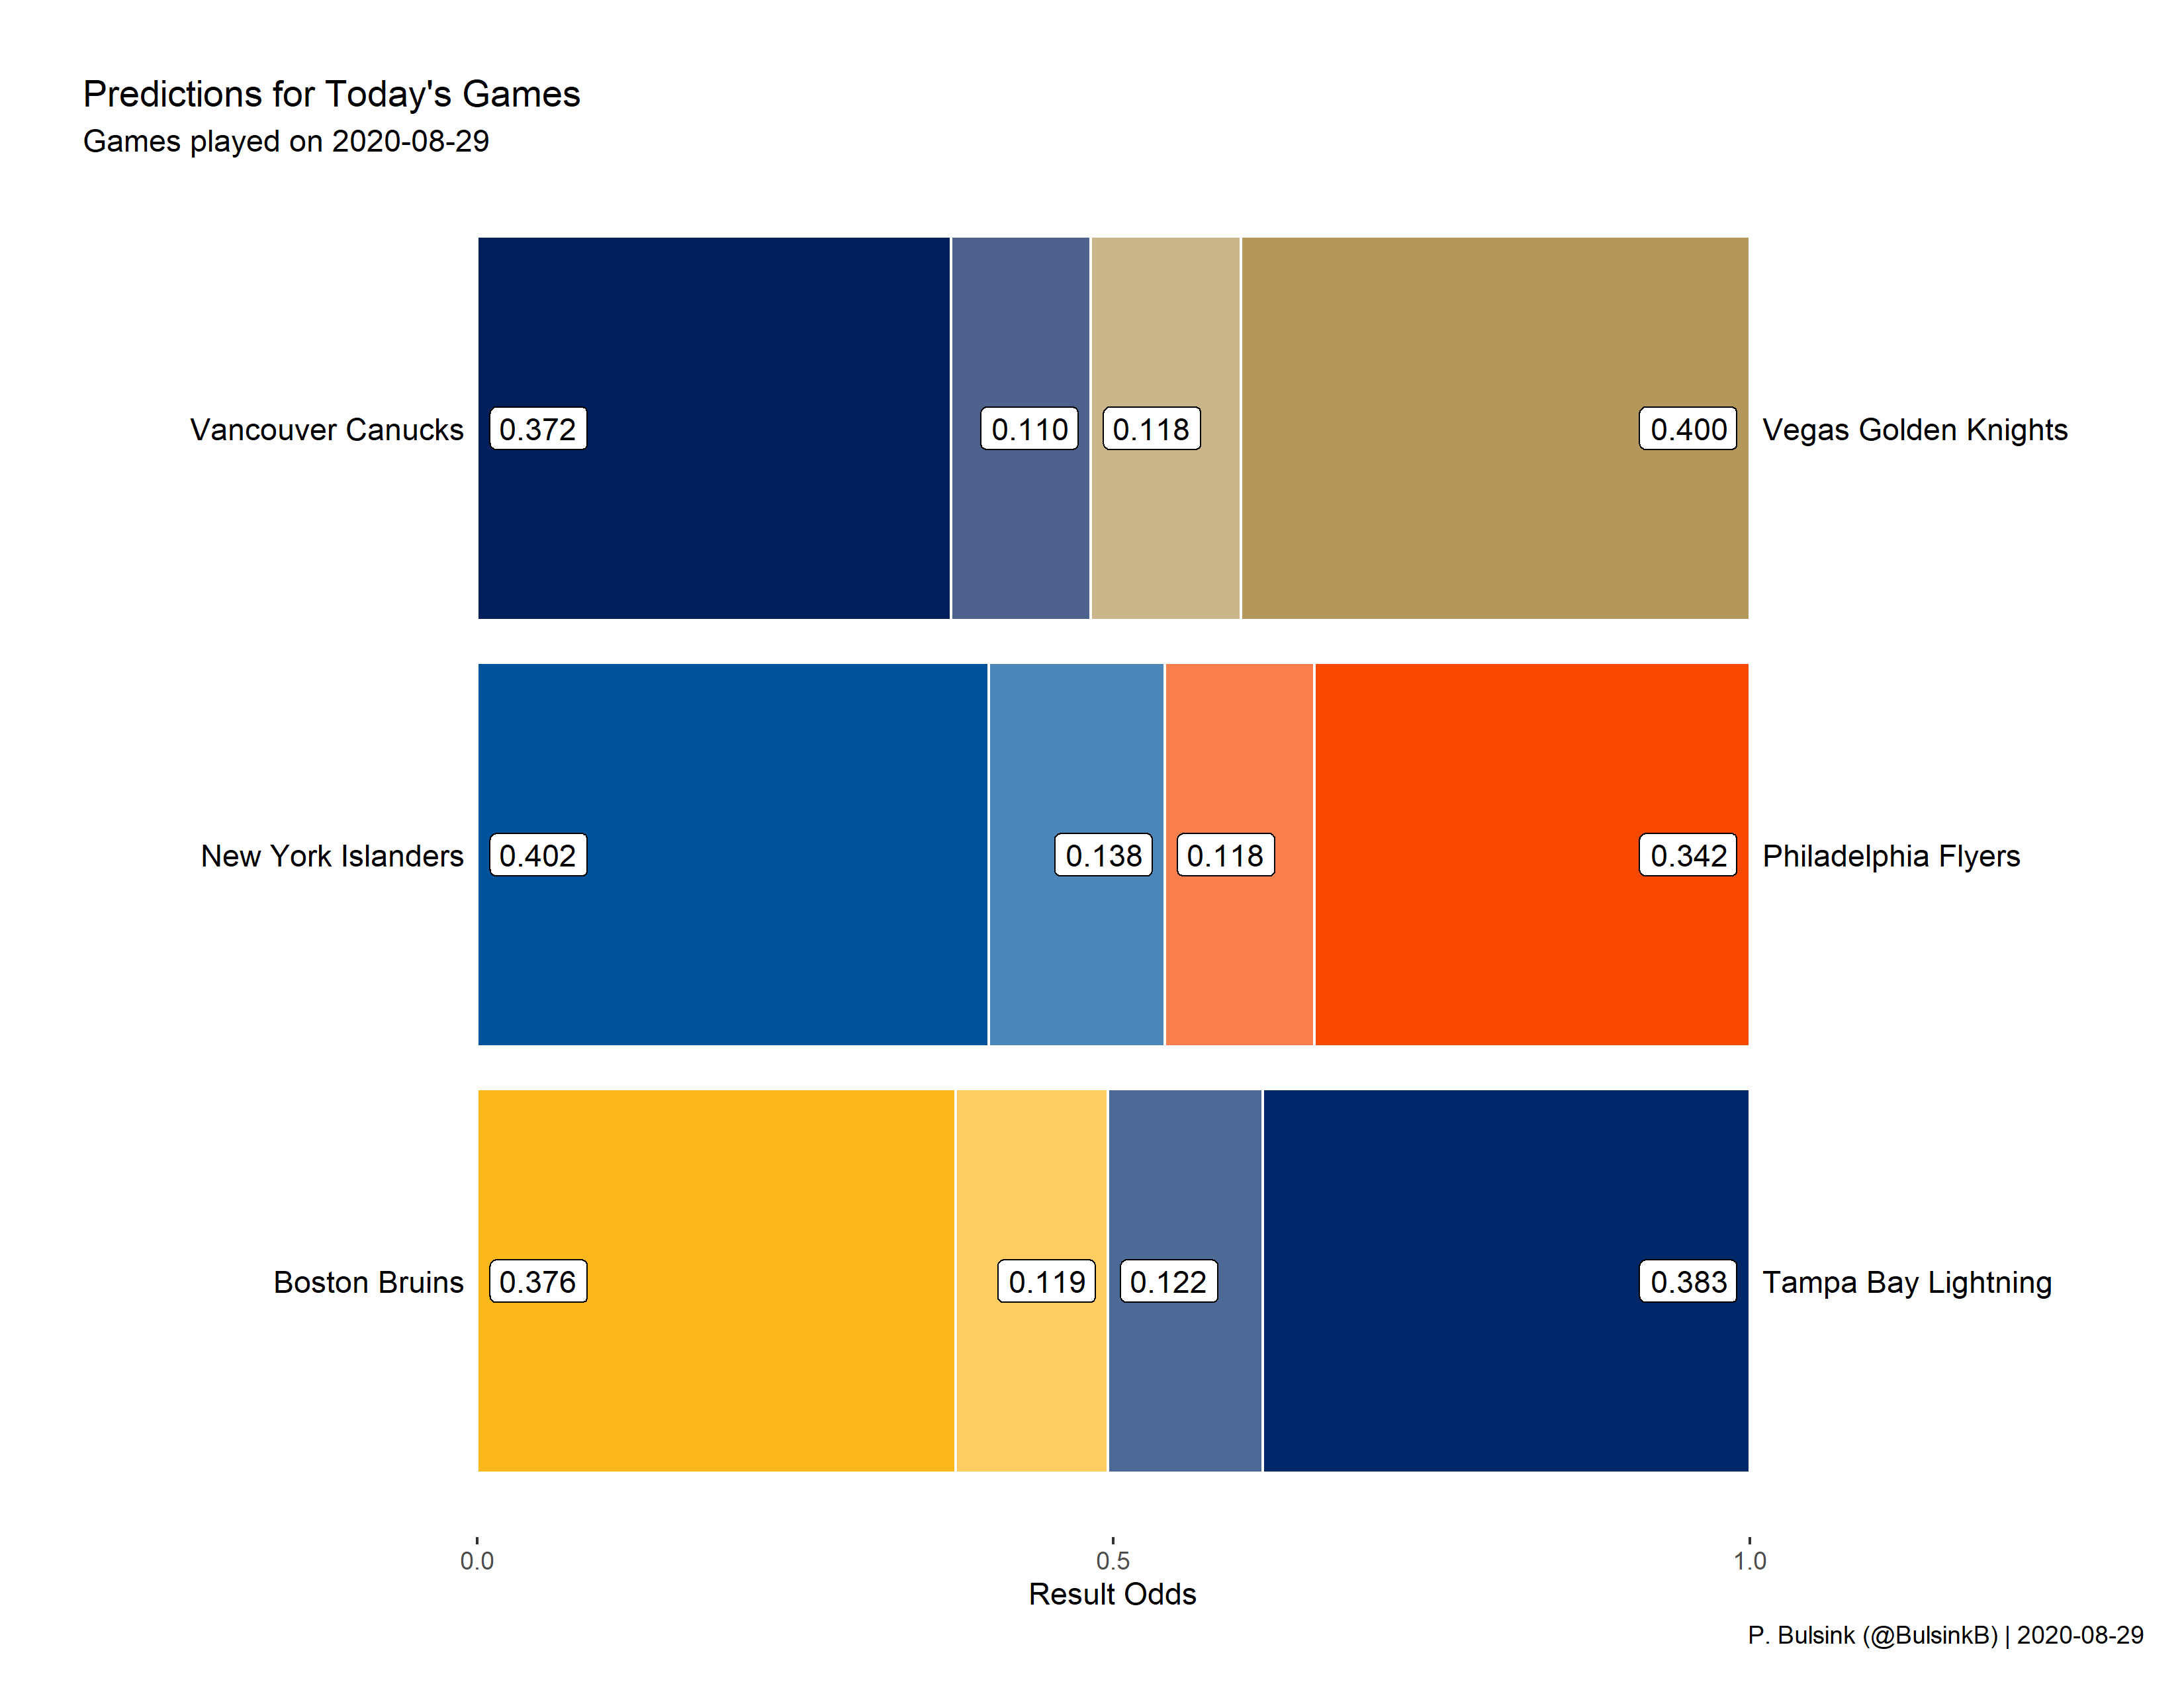 Predictions for Today's Games
Games played on 2020-08-29
Vancouver Canucks 0.372 0.110 0.118 0.400 Vegas Golden Knights
New York Islanders 0.402 0.138 0.118 0.342 Philadelphia Flyers
Boston Bruins 0.376 0.119 0.122 0.383 Tampa Bay Lightning
0.0 0.5 1.0
Result Odds
P. Bulsink (@BulsinkB) | 2020-08-29